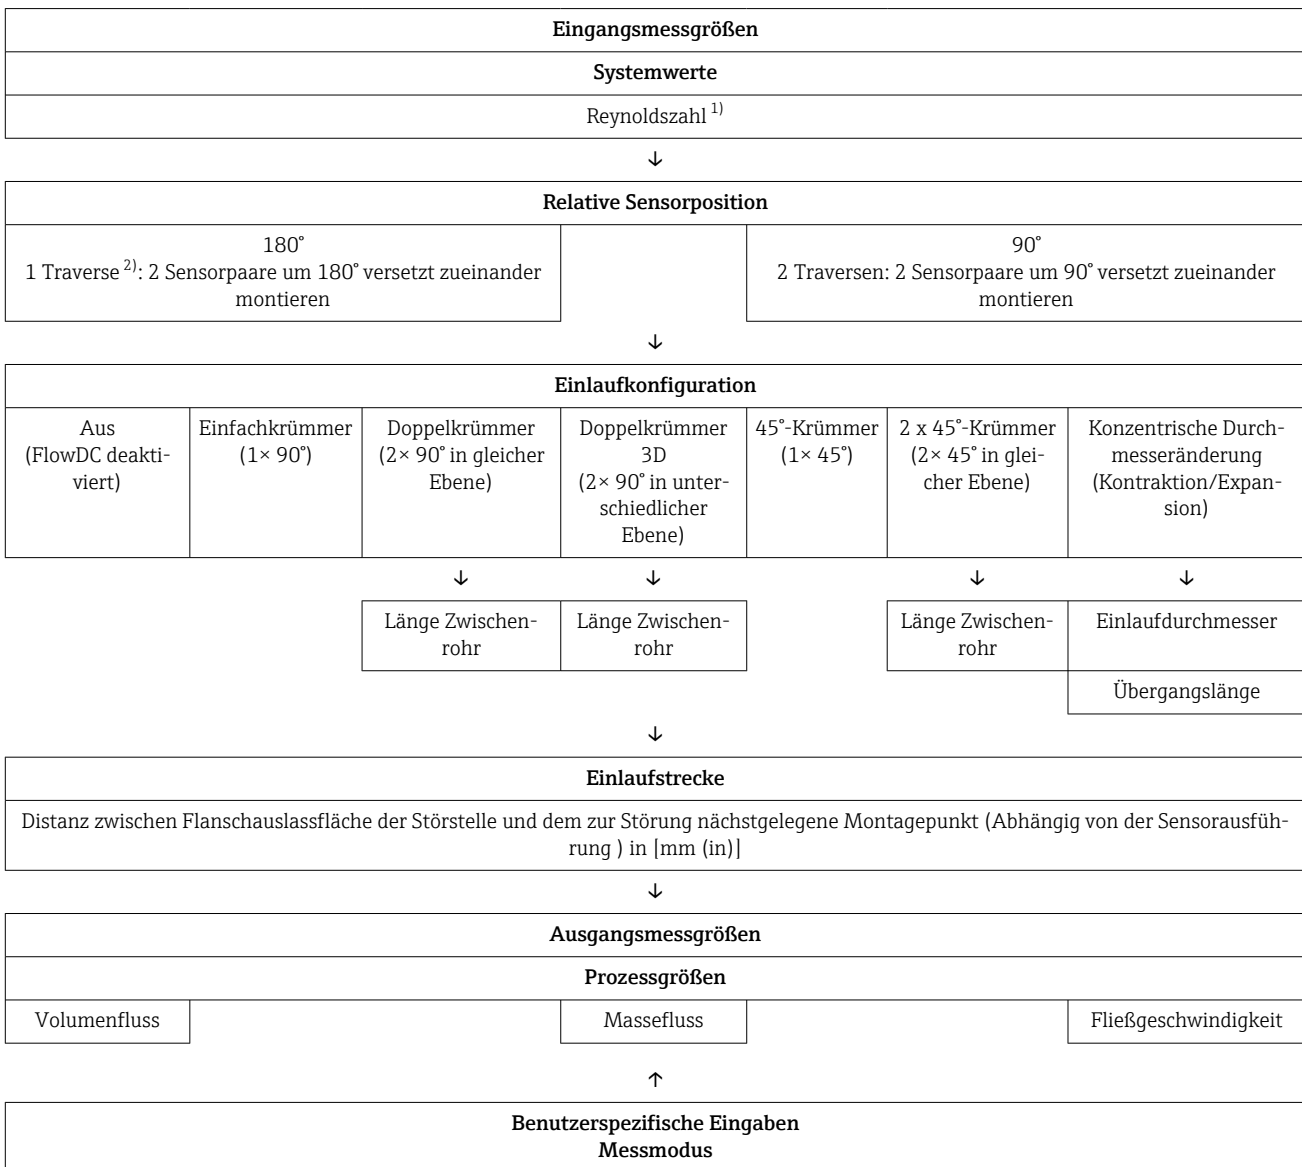 Eingangsmessgrößen
Systemwerte
Reynoldszahl 1)
↓
Relative Sensorposition
180°
1 Traverse 2): 2 Sensorpaare um 180° versetzt zueinander
montieren
90°
2 Traversen: 2 Sensorpaare um 90° versetzt zueinander
montieren
↓
Einlaufkonfiguration
Aus
(FlowDC deakti-
viert)
Einfachkrümmer
(1× 90°)
Doppelkrümmer
(2× 90° in gleicher
Ebene)
Doppelkrümmer
3D
(2× 90° in unter-
schiedlicher
Ebene)
45°-Krümmer
(1× 45°)
2 x 45°-Krümmer
(2× 45° in glei-
cher Ebene)
Konzentrische Durch-
messeränderung
(Kontraktion/Expan-
sion)
↓ ↓ ↓ ↓
Länge Zwischen-
rohr
Länge Zwischen-
rohr
Länge Zwischen-
rohr
Einlaufdurchmesser
Übergangslänge
↓
Einlaufstrecke
Distanz zwischen Flanschauslassfläche der Störstelle und dem zur Störung nächstgelegene Montagepunkt (Abhängig von der Sensorausfüh-
rung ) in [mm (in)]
↓
Ausgangsmessgrößen
Prozessgrößen
Volumenfluss
Massefluss
Fließgeschwindigkeit
↑
Benutzerspezifische Eingaben
Messmodus